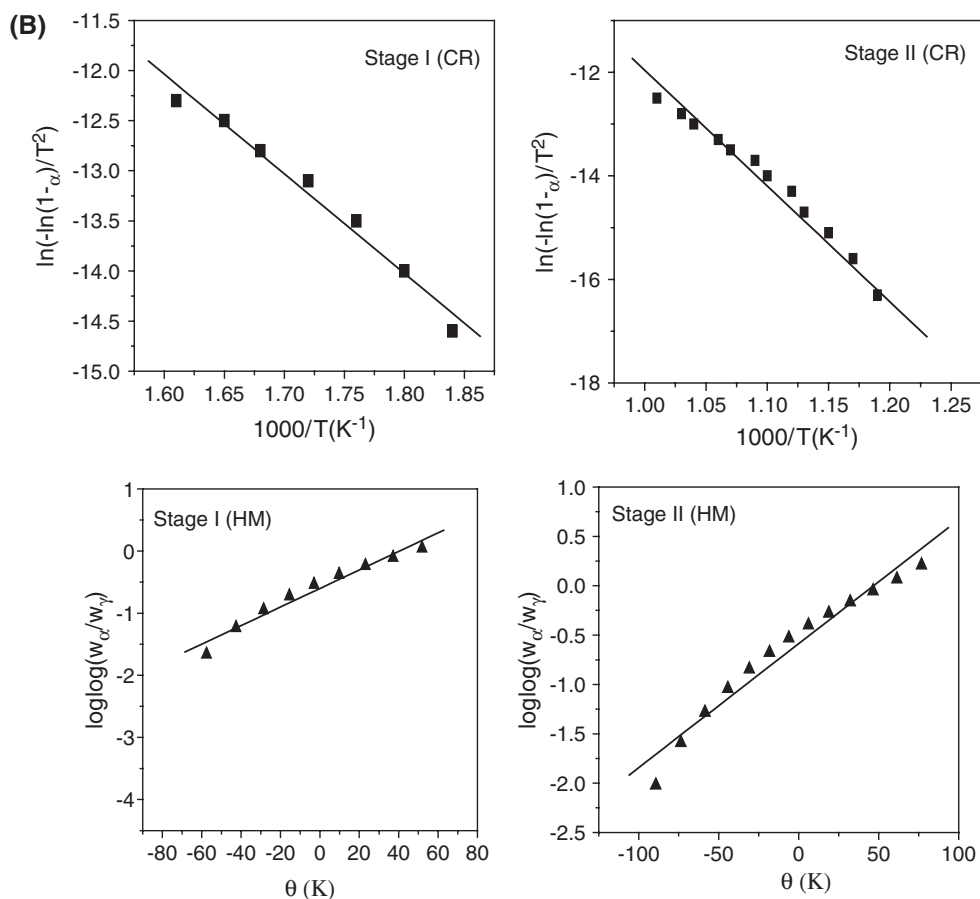 (B)
Stage I (CR)
ln(-ln(1-α)/T²)
-11.5
-12.0
-12.5
-13.0
-13.5
-14.0
-14.5
-15.0
1.60 1.65 1.70 1.75 1.80 1.85
1000/T(K⁻¹)
Stage II (CR)
ln(-ln(1-α)/T²)
-12
-14
-16
-18
1.00 1.05 1.10 1.15 1.20 1.25
1000/T(K⁻¹)
Stage I (HM)
loglog(wα/wγ)
1
0
-1
-2
-3
-4
-80 -60 -40 -20 0 20 40 60 80
θ (K)
Stage II (HM)
loglog(wα/wγ)
1.0
0.5
0.0
-0.5
-1.0
-1.5
-2.0
-2.5
-100 -50 0 50 100
θ (K)